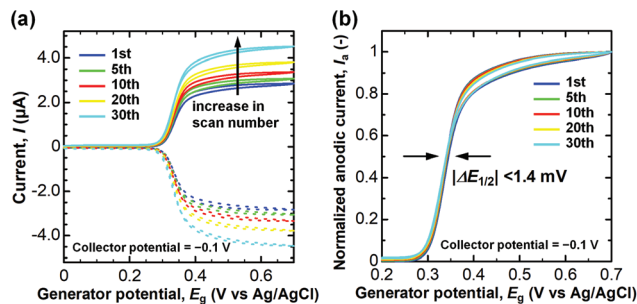 (a)
Current, I (µA)
4.0
2.0
0
-2.0
-4.0
1st
5th
10th
20th
30th
increase in
scan number
Collector potential = −0.1 V
0
0.2
0.4
0.6
Generator potential, Eg (V vs Ag/AgCl)
(b)
Normalized anodic current, Ia (-)
1
0.8
0.6
0.4
0.2
0
1st
5th
10th
20th
30th
|ΔE1/2| <1.4 mV
Collector potential = −0.1 V
0.2
0.3
0.4
0.5
0.6
0.7
Generator potential, Eg (V vs Ag/AgCl)